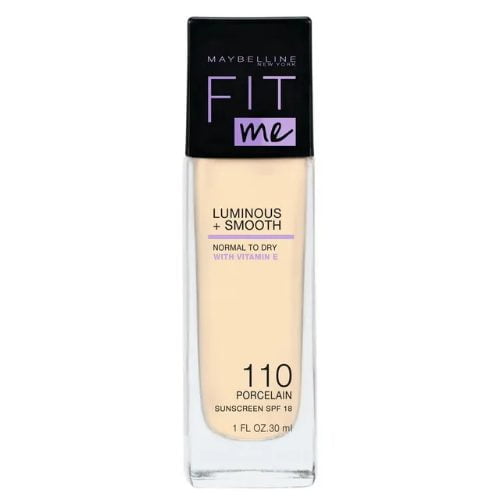 MAYBELLINE
NEW YORK
FIT
me
LUMINOUS
+ SMOOTH
NORMAL TO DRY
WITH VITAMIN E
110
PORCELAIN
SUNSCREEN SPF 18
1 FL OZ.30 ml